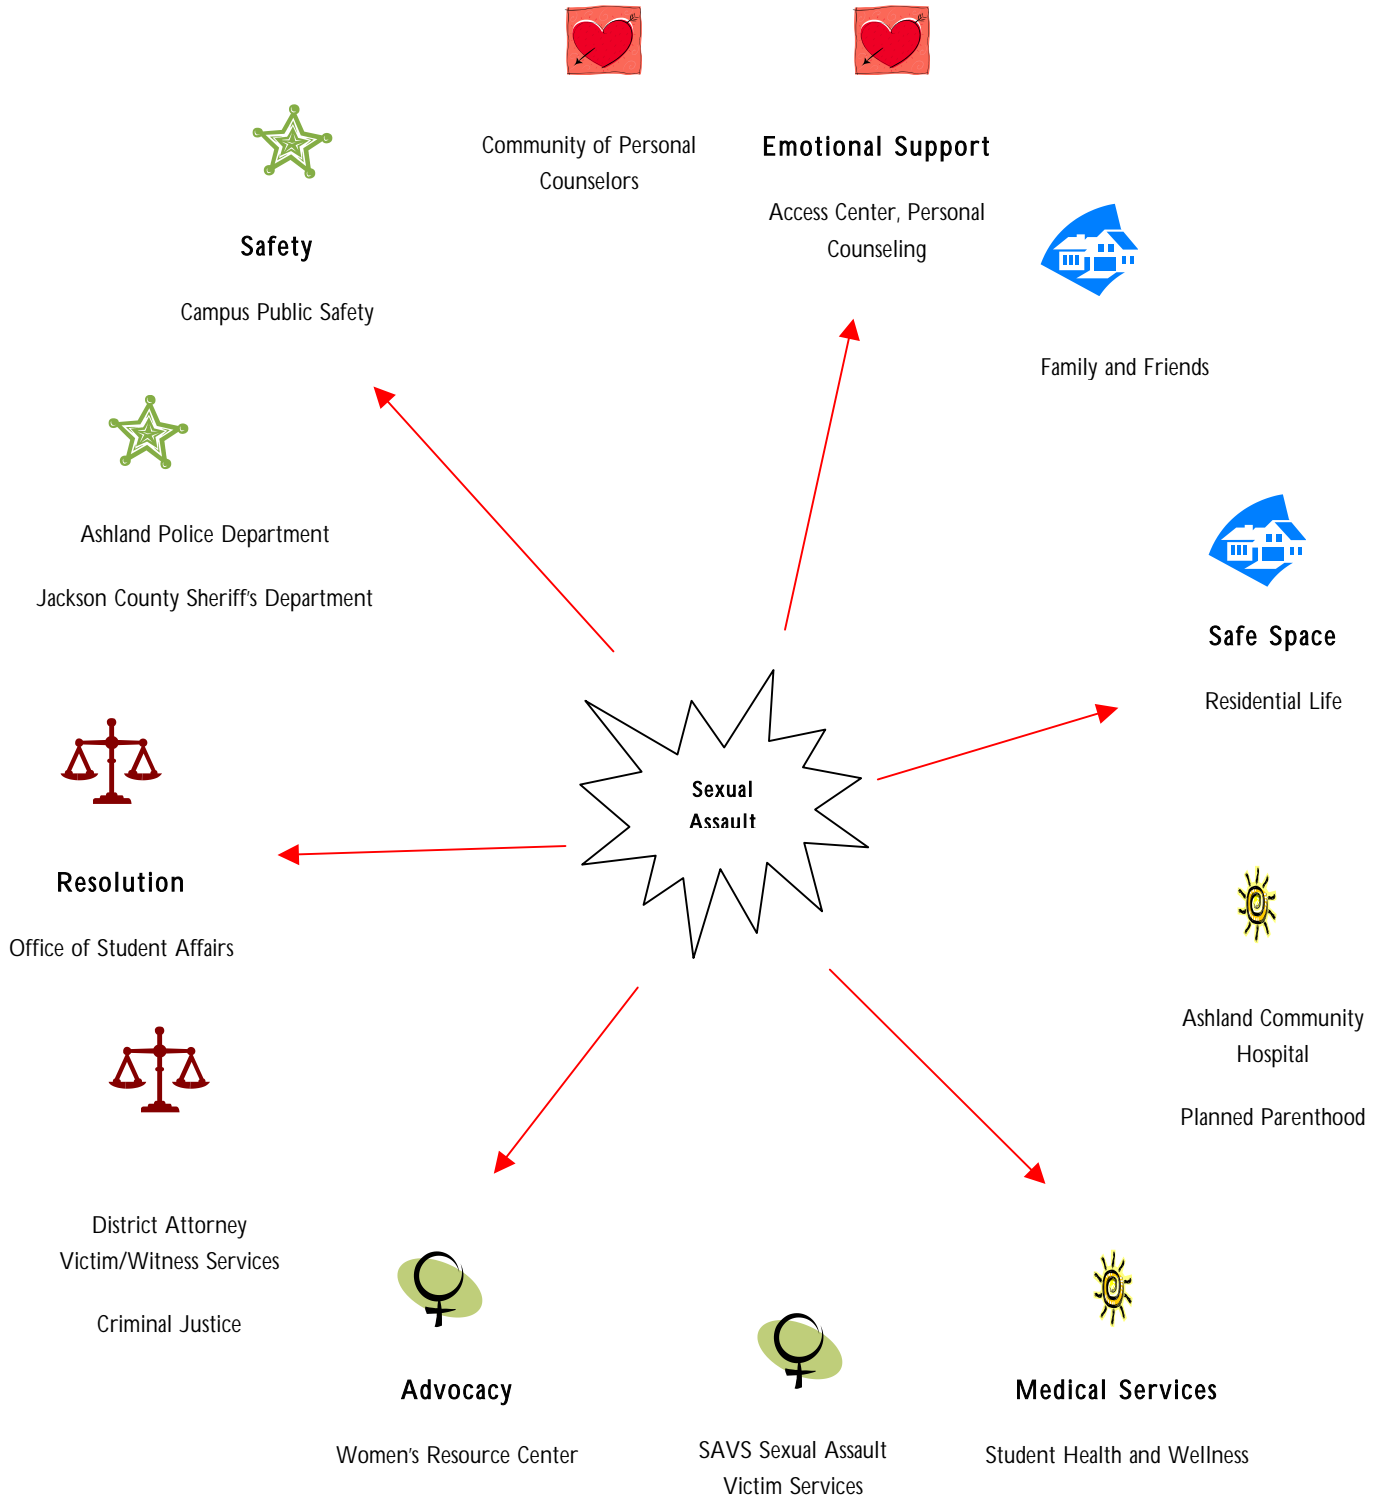 Community of Personal
Counselors
Emotional Support
Access Center, Personal
Counseling
Safety
Campus Public Safety
Family and Friends
Ashland Police Department
Jackson County Sheriff's Department
Safe Space
Residential Life
Sexual
Assault
Resolution
Office of Student Affairs
Ashland Community
Hospital
Planned Parenthood
District Attorney
Victim/Witness Services
Criminal Justice
Advocacy
Women's Resource Center
SAVS Sexual Assault
Victim Services
Medical Services
Student Health and Wellness